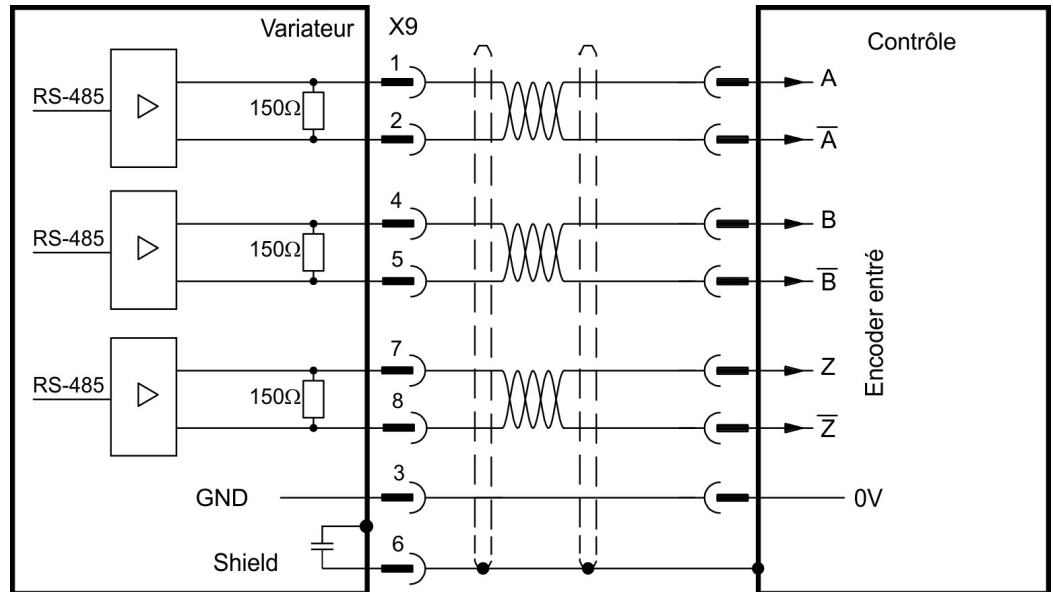 Variateur
X9
Contrôle
1
A
RS-485
150Ω
2
A̅
4
B
RS-485
150Ω
5
B̅
Encoder entré
7
Z
RS-485
150Ω
8
Z̅
3
GND
0V
6
Shield